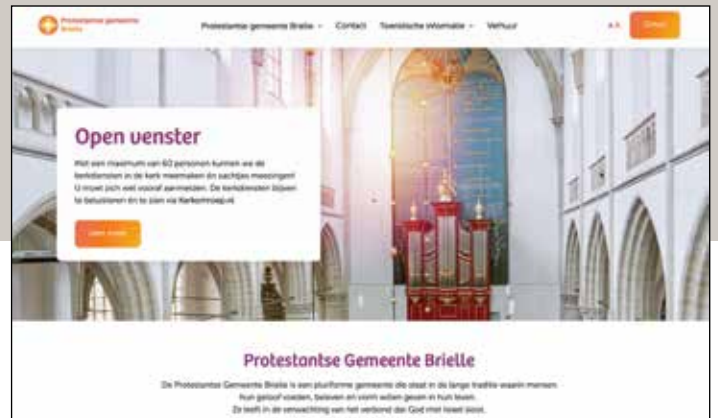 Protestantse gemeente
Brielle
Protestantse gemeente Brielle
Contact
Toeristische informatie
Verhuur
Open venster
Met een maximum van 60 personen kunnen we de
kerkdiensten in de kerk meemaken én zachtjes meezingen!
U moet zich wel vooraf aanmelden. De kerkdiensten blijven
te beluisteren én te zien via Kerkomroep.nl
Lees meer
Protestantse Gemeente Brielle
De Protestantse Gemeente Brielle is een pluriforme gemeente die staat in de lange traditie waarin mensen
hun geloof voeden, beleven en vorm willen geven in hun leven.
Ze leeft in de verwachting van het verbond dat God met Israël sloot.